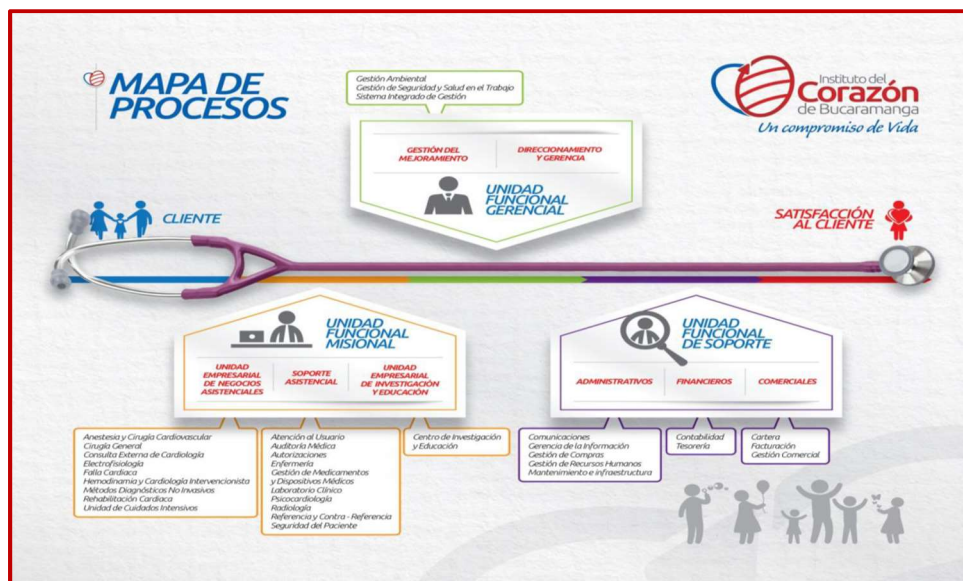 MAPA DE
PROCESOS
Gestión Ambiental
Gestión de Seguridad y Salud en el Trabajo
Sistema Integrado de Gestión
Instituto del
Corazón
de Bucaramanga
Un compromiso de Vida
GESTIÓN DEL
MEJORAMIENTO
DIRECCIONAMIENTO
Y GERENCIA
UNIDAD
FUNCIONAL
GERENCIAL
CLIENTE
SATISFACCIÓN
AL CLIENTE
UNIDAD
FUNCIONAL
MISIONAL
UNIDAD
EMPRESARIAL
DE NEGOCIOS
ASISTENCIALES
SOPORTE
ASISTENCIAL
UNIDAD
EMPRESARIAL
DE INVESTIGACIÓN
Y EDUCACIÓN
Anestesia y Cirugía Cardiovascular
Cirugía General
Consulta Externa de Cardiología
Electrofisiología
Falla Cardiaca
Hemodinamia y Cardiología Intervencionista
Métodos Diagnósticos No Invasivos
Rehabilitación Cardiaca
Unidad de Cuidados Intensivos
Atención al Usuario
Auditoría Médica
Autorizaciones
Enfermería
Gestión de Medicamentos
y Dispositivos Médicos
Laboratorio Clínico
Psicocardiología
Radiología
Referencia y Contra - Referencia
Seguridad del Paciente
Centro de Investigación
y Educación
UNIDAD
FUNCIONAL
DE SOPORTE
ADMINISTRATIVOS
FINANCIEROS
COMERCIALES
Comunicaciones
Gerencia de la Información
Gestión de Compras
Gestión de Recursos Humanos
Mantenimiento e infraestructura
Contabilidad
Tesorería
Cartera
Facturación
Gestión Comercial